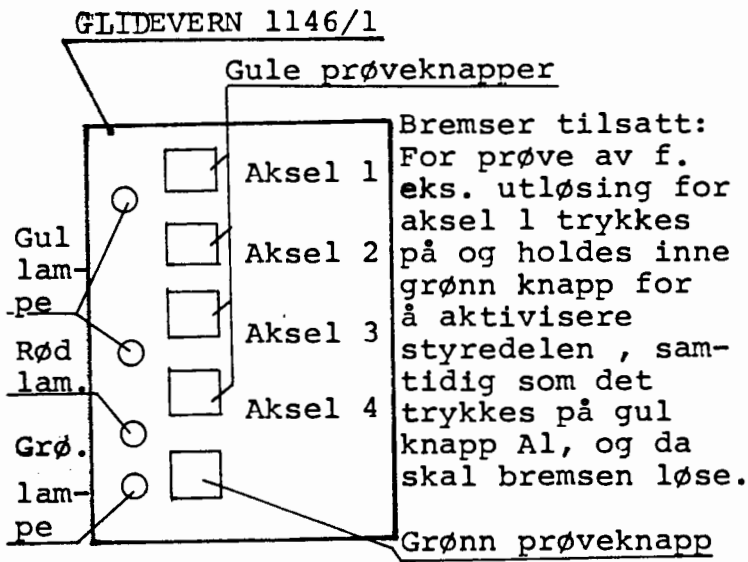 GLIDEVERN 1146/1
Gule prøveknapper
Aksel 1
Aksel 2
Aksel 3
Aksel 4
Gul
lam-
pe
Rød
lam.
Grø.
lam-
pe
Bremser tilsatt:
For prøve av f.
eks. utløsing for
aksel 1 trykkes
på og holdes inne
grønn knapp for
å aktivisere
styredelen , sam-
tidig som det
trykkes på gul
knapp A1, og da
skal bremsen løse.
Grønn prøveknapp